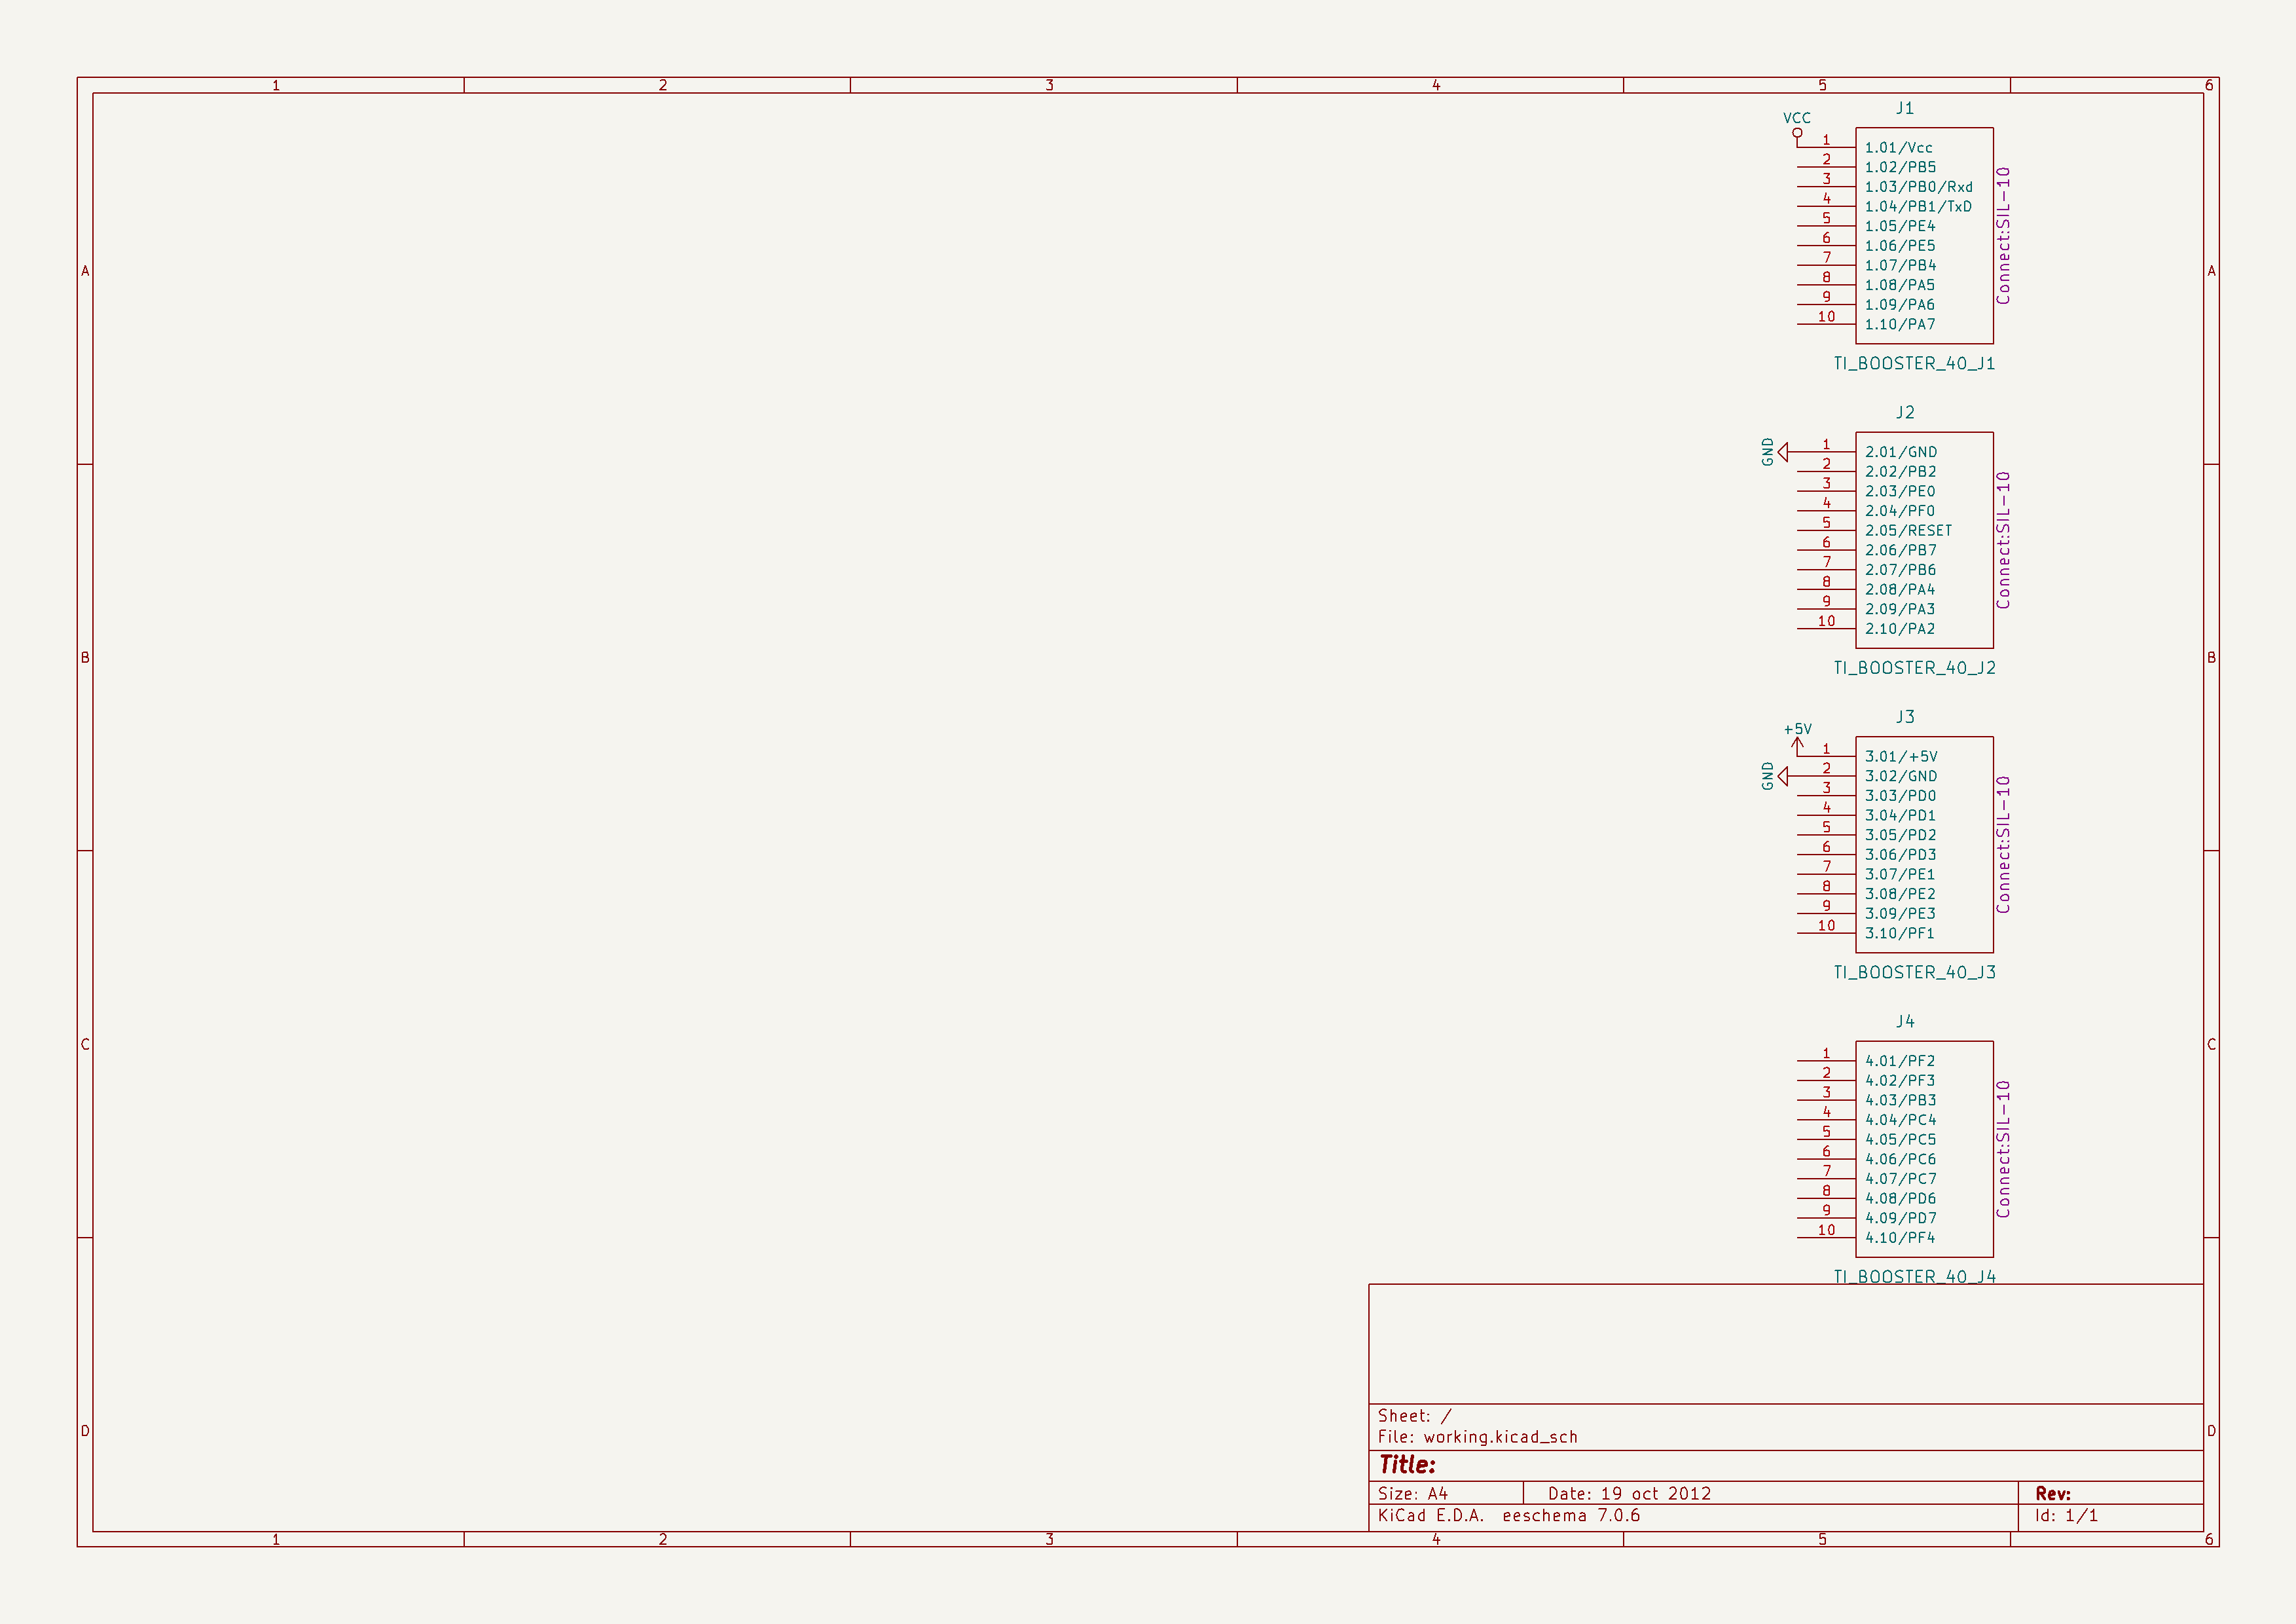 1 2 3 4 5 6
J1
VCC
1 1.01/Vcc
2 1.02/PB5
3 1.03/PB0/Rxd
4 1.04/PB1/TxD
5 1.05/PE4
6 1.06/PE5
7 1.07/PB4
8 1.08/PA5
9 1.09/PA6
10 1.10/PA7
Connect:SIL-10
TI_BOOSTER_40_J1
A A
J2
GND
1 2.01/GND
2 2.02/PB2
3 2.03/PE0
4 2.04/PF0
5 2.05/RESET
6 2.06/PB7
7 2.07/PB6
8 2.08/PA4
9 2.09/PA3
10 2.10/PA2
Connect:SIL-10
TI_BOOSTER_40_J2
B B
J3
+5V
GND
1 3.01/+5V
2 3.02/GND
3 3.03/PD0
4 3.04/PD1
5 3.05/PD2
6 3.06/PD3
7 3.07/PE1
8 3.08/PE2
9 3.09/PE3
10 3.10/PF1
Connect:SIL-10
TI_BOOSTER_40_J3
C C
J4
1 4.01/PF2
2 4.02/PF3
3 4.03/PB3
4 4.04/PC4
5 4.05/PC5
6 4.06/PC6
7 4.07/PC7
8 4.08/PD6
9 4.09/PD7
10 4.10/PF4
Connect:SIL-10
TI_BOOSTER_40_J4
D D
Sheet: /
File: working.kicad_sch
Title:
Size: A4 Date: 19 oct 2012 Rev:
KiCad E.D.A. eeschema 7.0.6 Id: 1/1
1 2 3 4 5 6